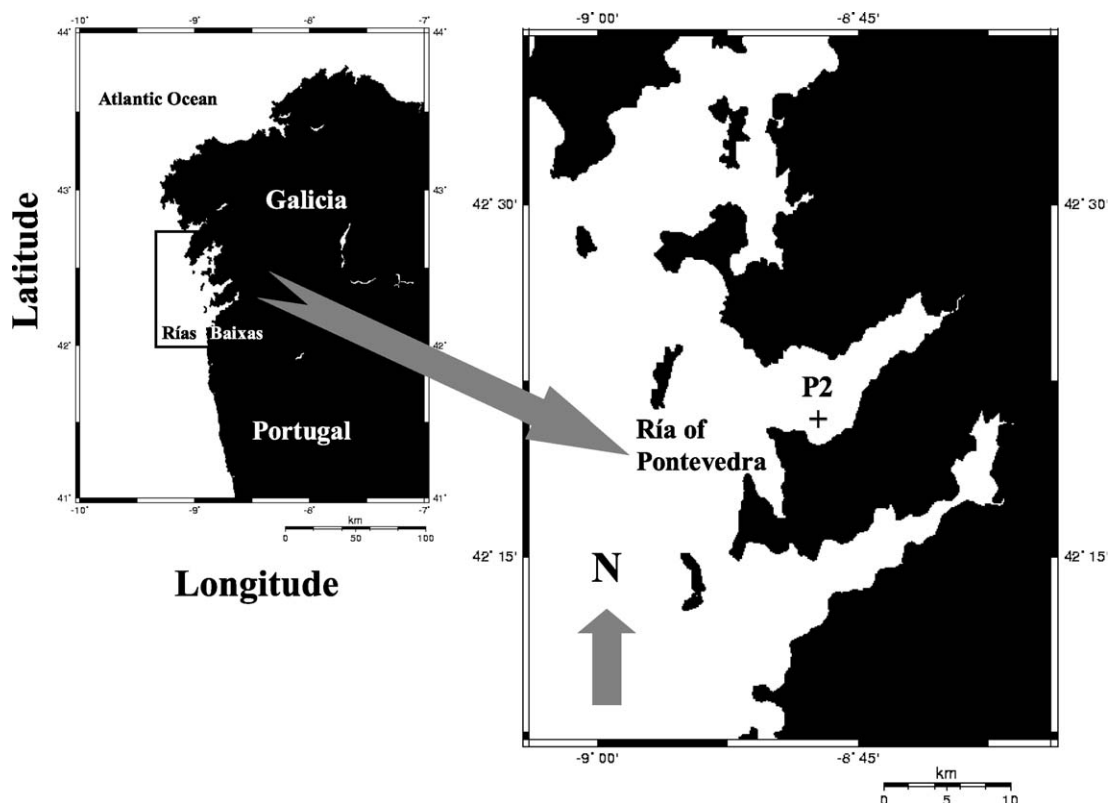 -10°
-9°
-8°
-7°
44°
44°
Atlantic Ocean
43°
43°
Galicia
Latitude
42°
42°
Rías Baixas
Portugal
41°
41°
-10°
-9°
-8°
-7°
km
0 50 100
Longitude
-9° 00'
-8° 45'
42° 30'
42° 30'
P2
Ría of
Pontevedra
42° 15'
42° 15'
N
-9° 00'
-8° 45'
km
0 5 10